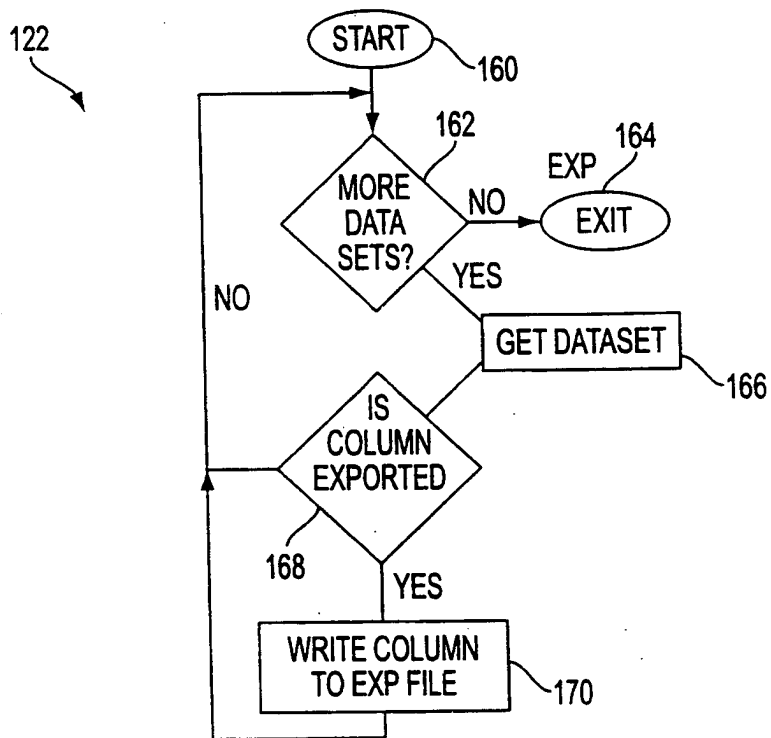 122
START
160
162
EXP
164
MORE
DATA
SETS?
NO
EXIT
YES
NO
GET DATASET
166
IS
COLUMN
EXPORTED
168
YES
WRITE COLUMN
TO EXP FILE
170